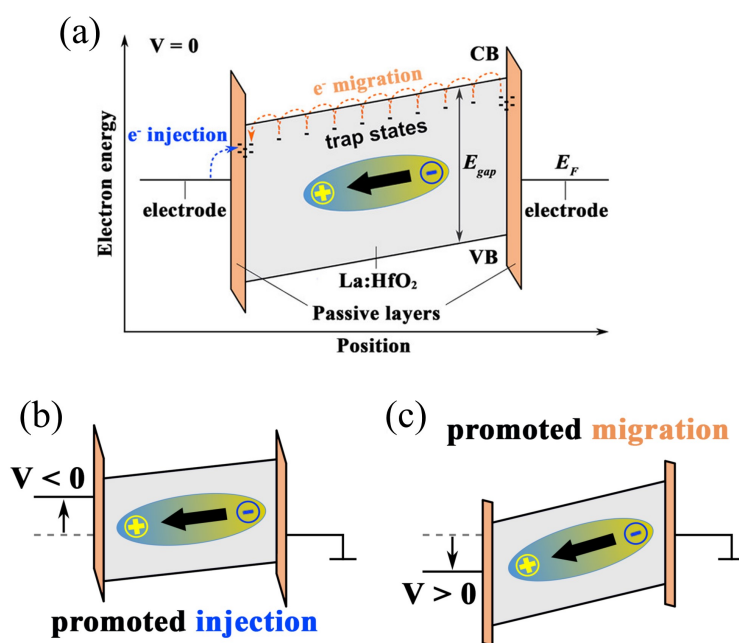 (a)
V = 0
CB
e⁻ migration
e⁻ injection
trap states
E_gap
E_F
electrode
electrode
Electron energy
VB
La:HfO₂
Passive layers
Position
(b)
(c)
promoted migration
V < 0
V > 0
promoted injection